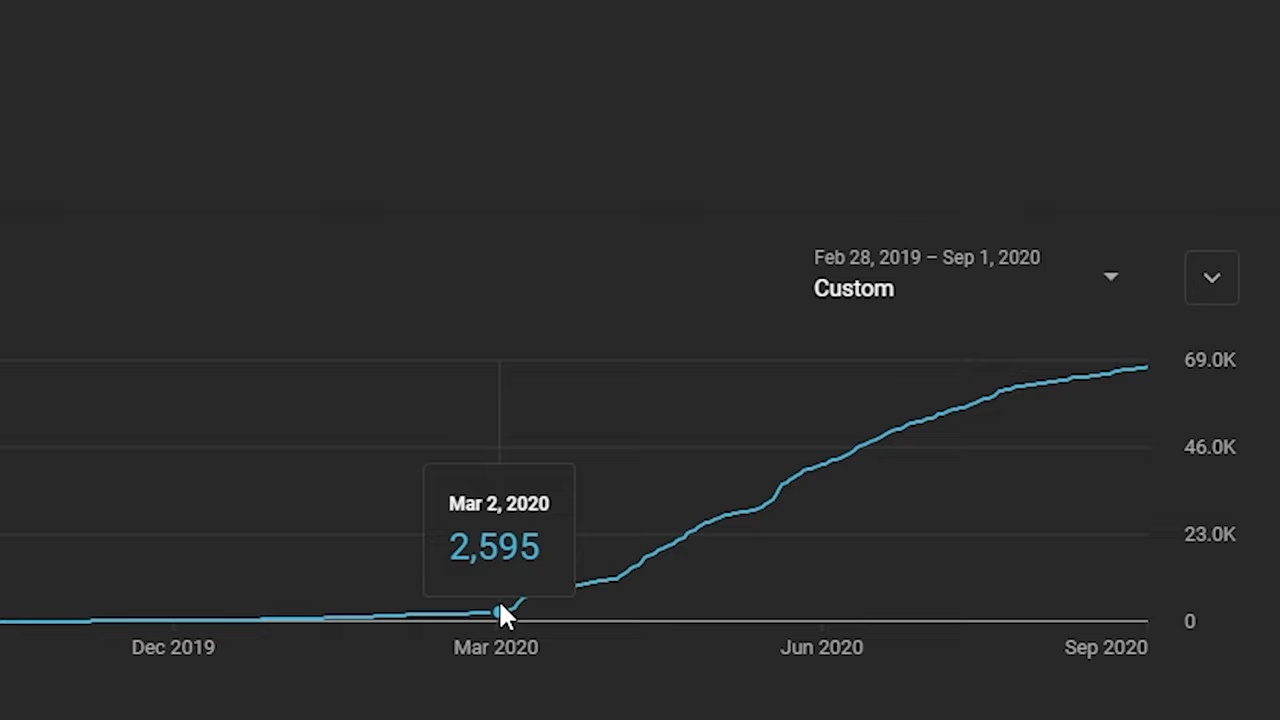 Feb 28, 2019 – Sep 1, 2020
Custom
69.0K
46.0K
Mar 2, 2020
2,595
23.0K
0
Dec 2019
Mar 2020
Jun 2020
Sep 2020